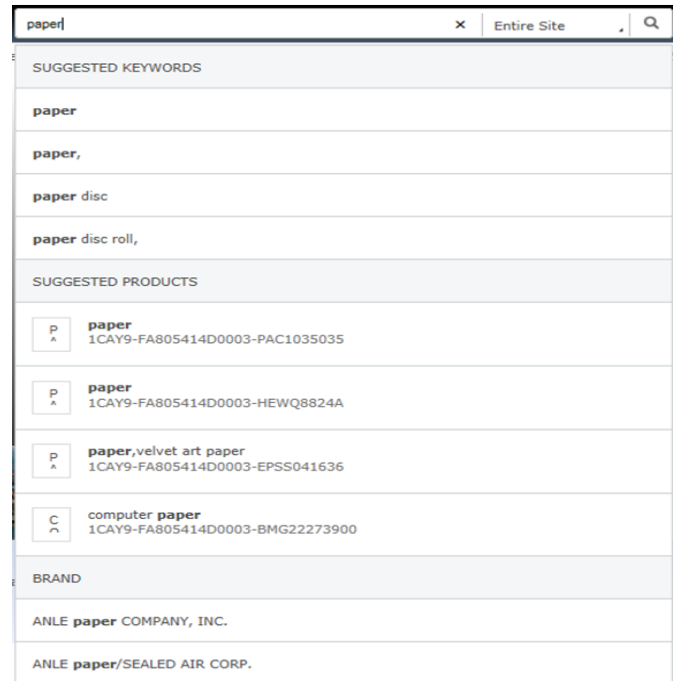 paper
× Entire Site
SUGGESTED KEYWORDS
paper
paper,
paper disc
paper disc roll,
SUGGESTED PRODUCTS
P
paper
1CAY9-FA805414D0003-PAC1035035
P
paper
1CAY9-FA805414D0003-HEWQ8824A
P
paper,velvet art paper
1CAY9-FA805414D0003-EPSS041636
C
computer paper
1CAY9-FA805414D0003-BMG22273900
BRAND
ANLE paper COMPANY, INC.
ANLE paper/SEALED AIR CORP.